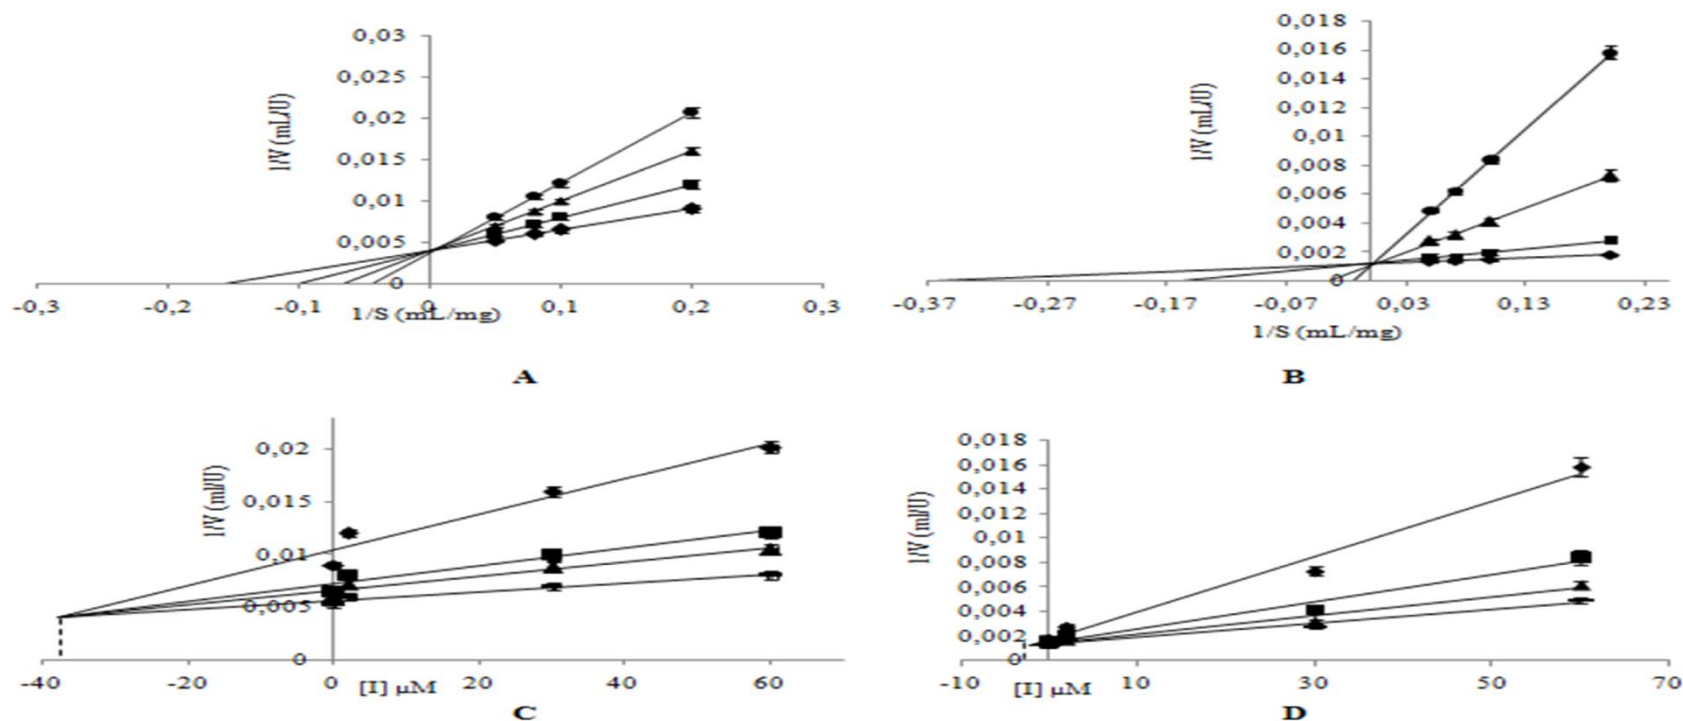 0,03
0,025
0,02
0,015
0,01
0,005
0
1/V (mL/U)
-0,3 -0,2 -0,1 0 0,1 0,2 0,3
1/S (mL/mg)
A
0,018
0,016
0,014
0,012
0,01
0,008
0,006
0,004
0,002
0
1/V (mL/U)
-0,37 -0,27 -0,17 -0,07 0,03 0,13 0,23
1/S (mL/mg)
B
0,02
0,015
0,01
0,005
0
1/V (ml/U)
-40 -20 0 20 40 60
[I] µM
C
0,018
0,016
0,014
0,012
0,01
0,008
0,006
0,004
0,002
0
1/V (ml/U)
-10 10 30 50 70
[I] µM
D